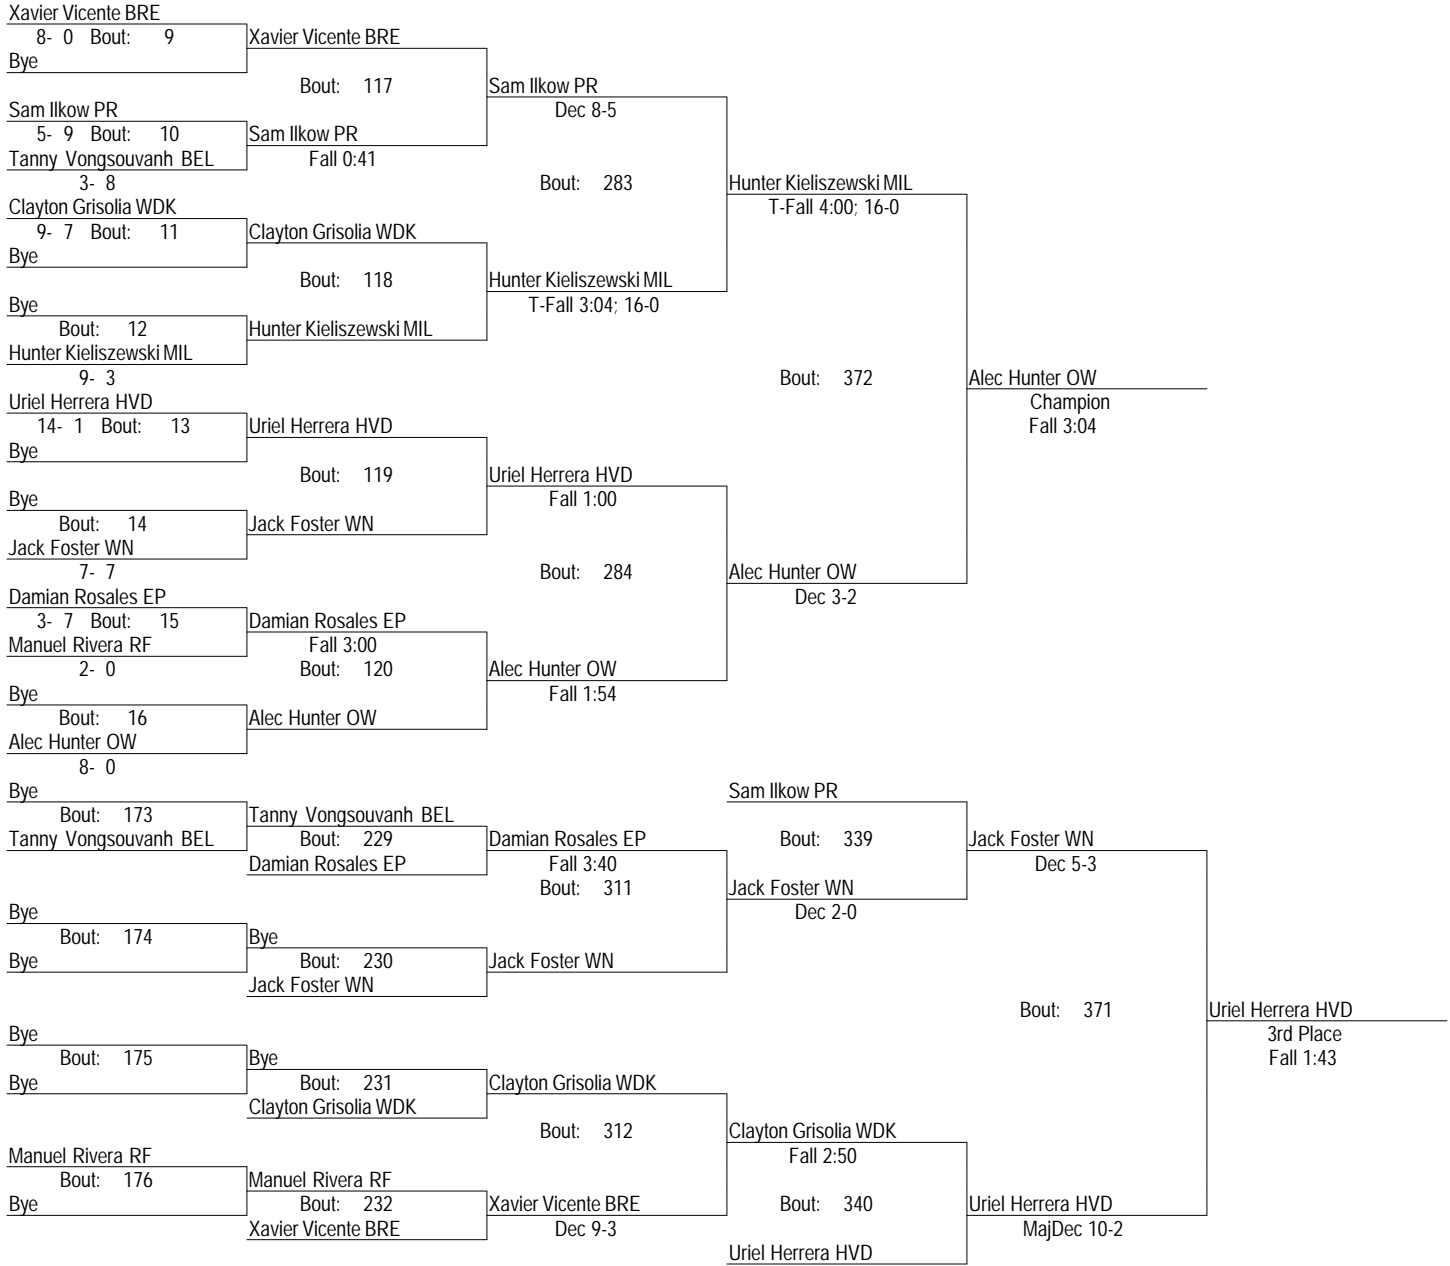 Xavier Vicente BRE
8- 0 Bout: 9 Xavier Vicente BRE
Bye
Bout: 117 Sam Ilkow PR
Sam Ilkow PR Dec 8-5
5- 9 Bout: 10 Sam Ilkow PR
Tanny Vongsouvanh BEL Fall 0:41
3- 8 Bout: 283 Hunter Kieliszewski MIL
Clayton Grisolia WDK T-Fall 4:00; 16-0
9- 7 Bout: 11 Clayton Grisolia WDK
Bye
Bout: 118 Hunter Kieliszewski MIL
Bye T-Fall 3:04; 16-0
Bout: 12 Hunter Kieliszewski MIL
Hunter Kieliszewski MIL
9- 3 Bout: 372 Alec Hunter OW
Uriel Herrera HVD Champion
14- 1 Bout: 13 Uriel Herrera HVD Fall 3:04
Bye
Bout: 119 Uriel Herrera HVD
Bye Fall 1:00
Bout: 14 Jack Foster WN
Jack Foster WN
7- 7 Bout: 284 Alec Hunter OW
Damian Rosales EP Dec 3-2
3- 7 Bout: 15 Damian Rosales EP
Manuel Rivera RF Fall 3:00
2- 0 Bout: 120 Alec Hunter OW
Bye Fall 1:54
Bout: 16 Alec Hunter OW
Alec Hunter OW
8- 0
Bye Sam Ilkow PR
Bout: 173 Tanny Vongsouvanh BEL
Tanny Vongsouvanh BEL Bout: 229 Damian Rosales EP Bout: 339 Jack Foster WN
Damian Rosales EP Fall 3:40 Dec 5-3
Bout: 311 Jack Foster WN
Bye Dec 2-0
Bout: 174 Bye
Bye Bout: 230 Jack Foster WN
Jack Foster WN
Bout: 371 Uriel Herrera HVD
Bye 3rd Place
Bout: 175 Bye Fall 1:43
Bye Bout: 231 Clayton Grisolia WDK
Clayton Grisolia WDK
Bout: 312 Clayton Grisolia WDK
Manuel Rivera RF Fall 2:50
Bout: 176 Manuel Rivera RF
Bye Bout: 232 Xavier Vicente BRE Bout: 340 Uriel Herrera HVD
Xavier Vicente BRE Dec 9-3 MajDec 10-2
Uriel Herrera HVD